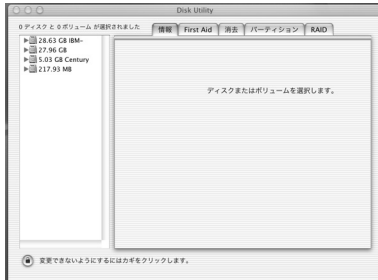 Disk Utility
0 ディスク と 0 ボリューム が選択されました
情報 First Aid 消去 パーティション RAID
28.63 GB IBM-
27.96 GB
5.03 GB Century
217.93 MB
ディスクまたはボリュームを選択します。
変更できないようにするにはカギをクリックします。